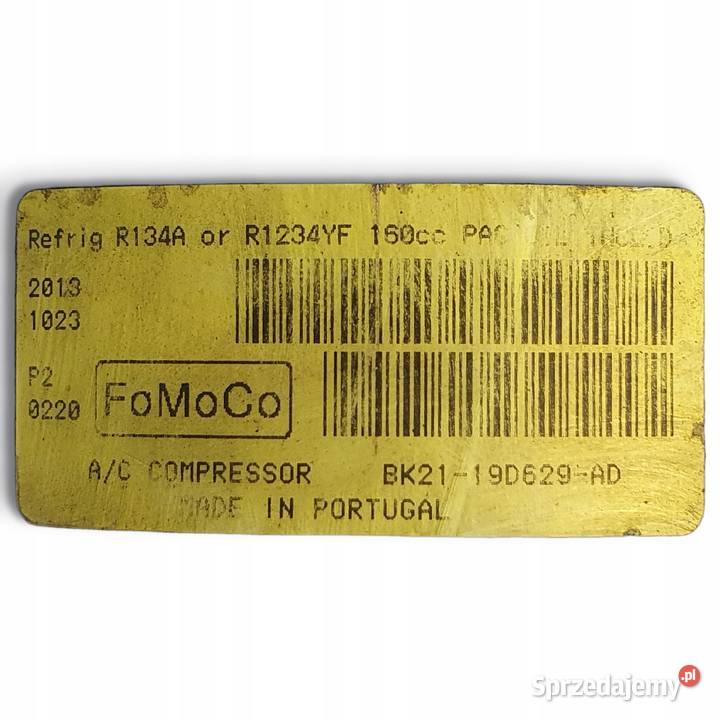 Refrig R134A or R1234YF 160cc PAG
2013
1023
P2
0220
FoMoCo
A/C COMPRESSOR BK21-19D629-AD
MADE IN PORTUGAL
Sprzedajemy.pl